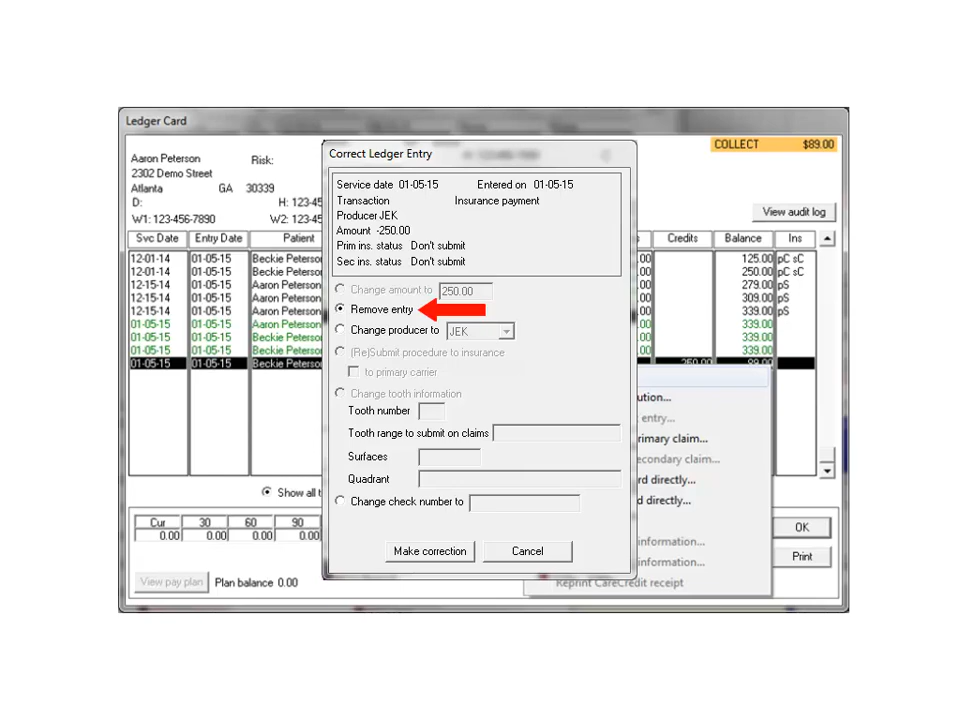 Ledger Card
Aaron Peterson Risk:
2302 Demo Street
Atlanta GA 30339
D: H: 123-45
W1: 123-456-7890 W2: 123-4
COLLECT $89.00
View audit log
Svc Date Entry Date Patient s Credits Balance Ins
12-01-14 01-05-15 Beckie Peterson .00 125.00 pC sC
12-01-14 01-05-15 Beckie Peterson .00 250.00 pC sC
12-15-14 01-05-15 Aaron Peterson .00 279.00 pS
12-15-14 01-05-15 Beckie Peterson .00 309.00 pS
12-15-14 01-05-15 Beckie Peterson .00 339.00 pS
01-05-15 01-05-15 Aaron Peterson 339.00
01-05-15 01-05-15 Beckie Peterson 339.00
01-05-15 01-05-15 Beckie Peterson 339.00
01-05-15 01-05-15 Beckie Peterson 250.00 89.00
Correct Ledger Entry
Service date 01-05-15 Entered on 01-05-15
Transaction Insurance payment
Producer JEK
Amount -250.00
Prim ins. status Don't submit
Sec ins. status Don't submit
Change amount to 250.00
Remove entry
Change producer to JEK
(Re)Submit procedure to insurance
to primary carrier
Change tooth information
Tooth number
Tooth range to submit on claims
Surfaces
Quadrant
Change check number to
Make correction Cancel
ution...
entry...
rimary claim...
econdary claim...
rd directly...
d directly...
information...
information...
Reprint CareCredit receipt
Show all t
Cur 30 60 90
0.00 0.00 0.00 0.00
View pay plan Plan balance 0.00
OK
Print